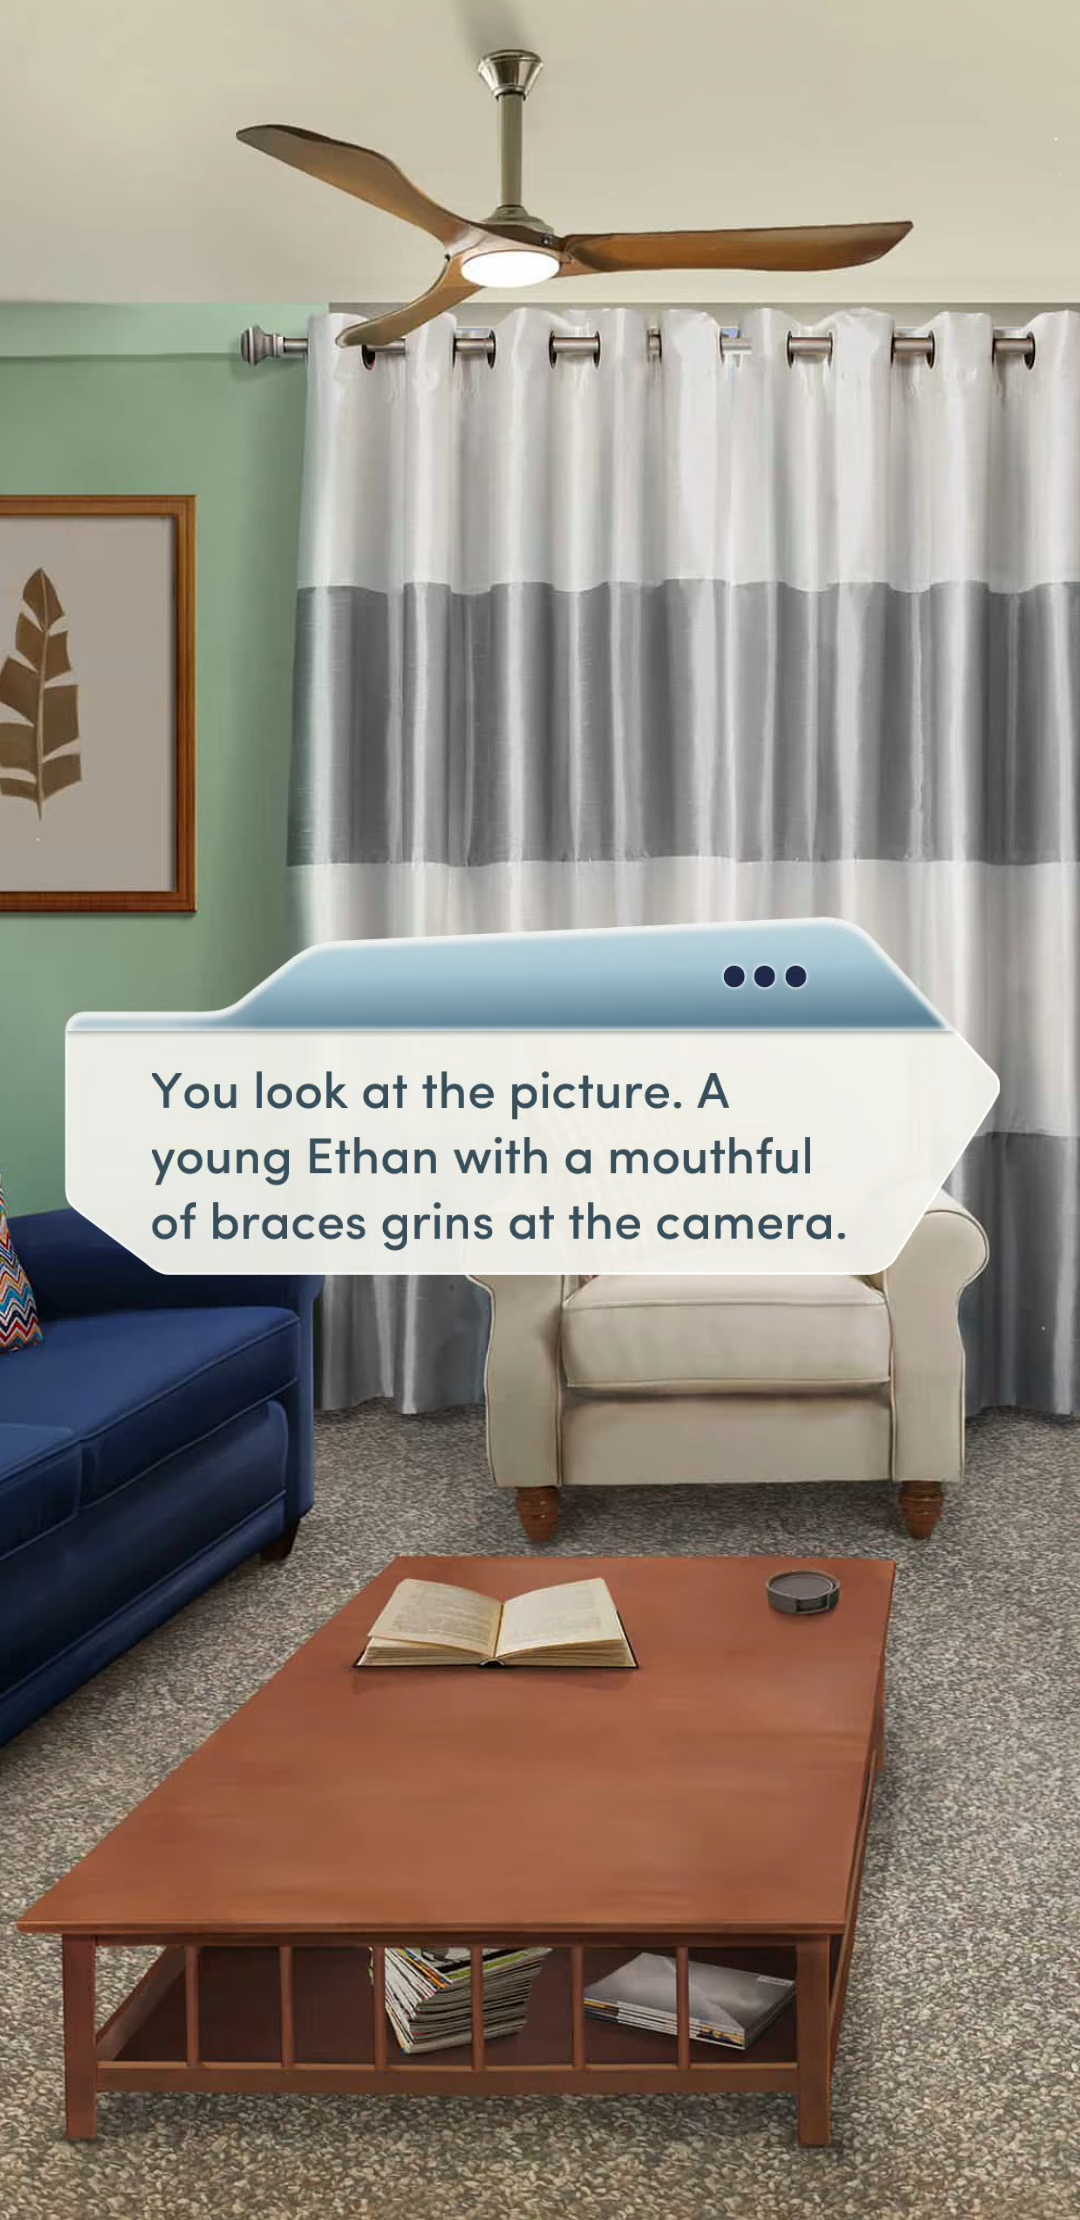 You look at the picture. A
young Ethan with a mouthful
of braces grins at the camera.